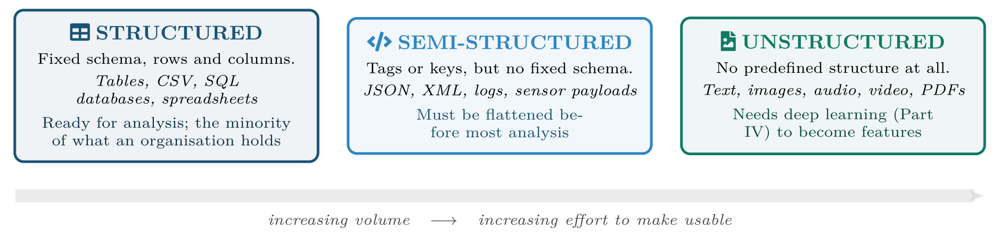 STRUCTURED
Fixed schema, rows and columns.
Tables, CSV, SQL
databases, spreadsheets
Ready for analysis; the minority
of what an organisation holds
SEMI-STRUCTURED
Tags or keys, but no fixed schema.
JSON, XML, logs, sensor payloads
Must be flattened be-
fore most analysis
UNSTRUCTURED
No predefined structure at all.
Text, images, audio, video, PDFs
Needs deep learning (Part
IV) to become features
increasing volume ⟶ increasing effort to make usable